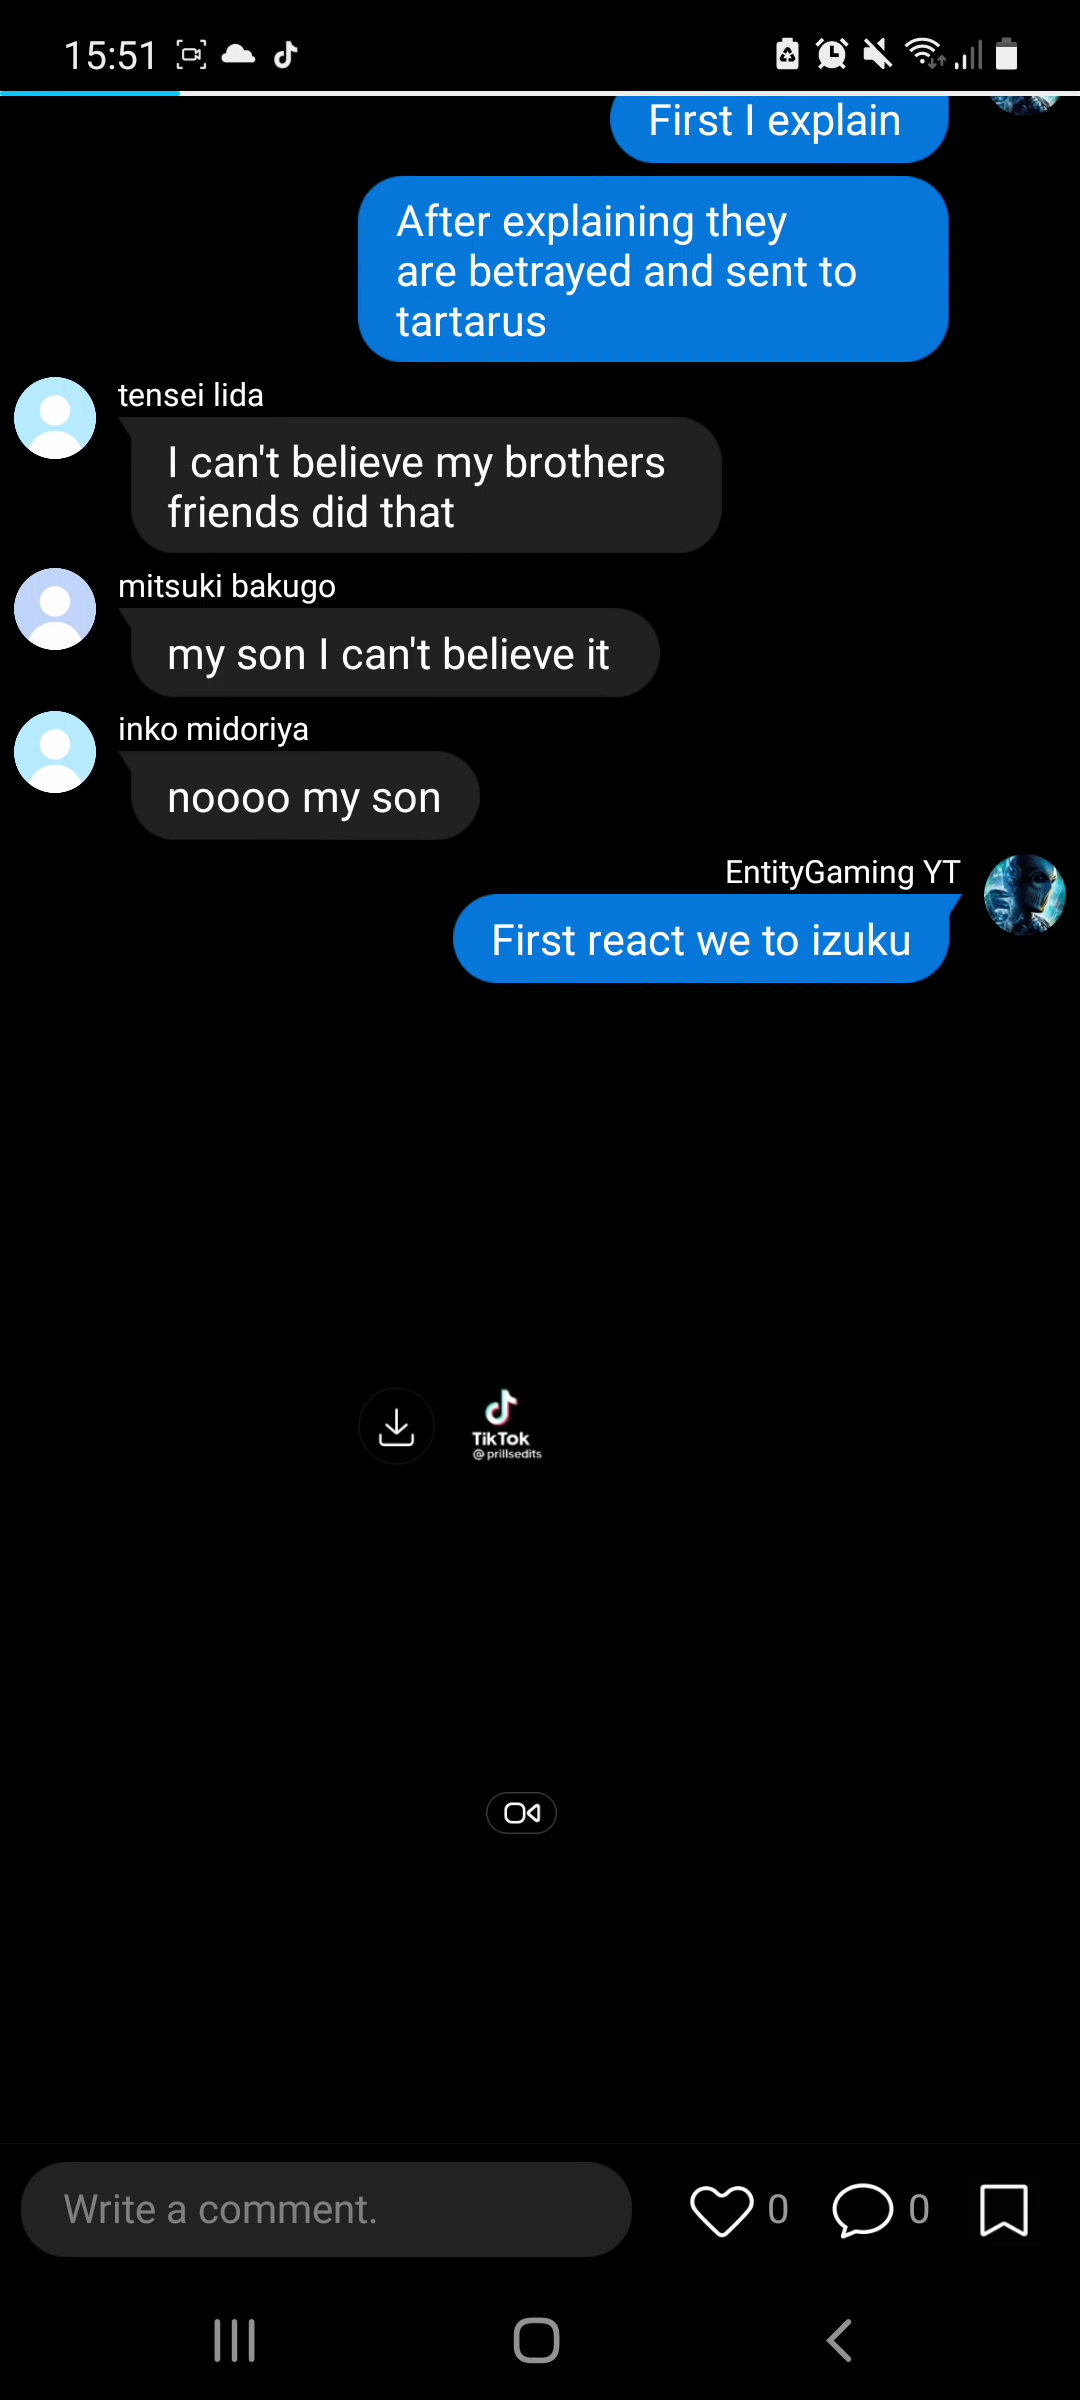 15:51
First I explain
After explaining they
are betrayed and sent to
tartarus
tensei lida
I can't believe my brothers
friends did that
mitsuki bakugo
my son I can't believe it
inko midoriya
noooo my son
EntityGaming YT
First react we to izuku
TikTok
@prillsedits
Write a comment.
0
0